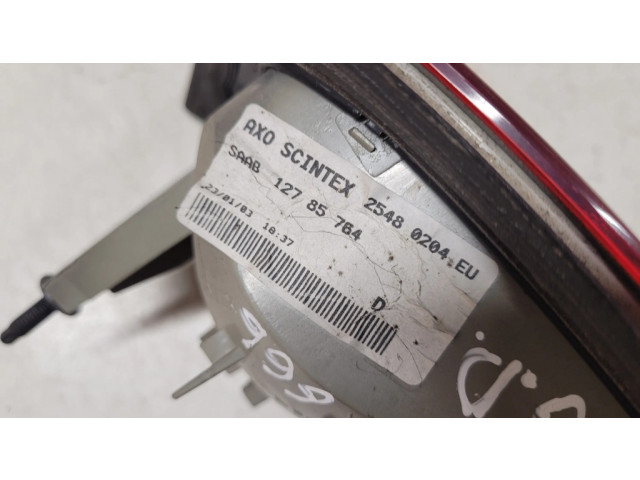 AXO SCINTEX 2548 0204.EU
SAAB 127 85 764
23/01/03 18:37
D